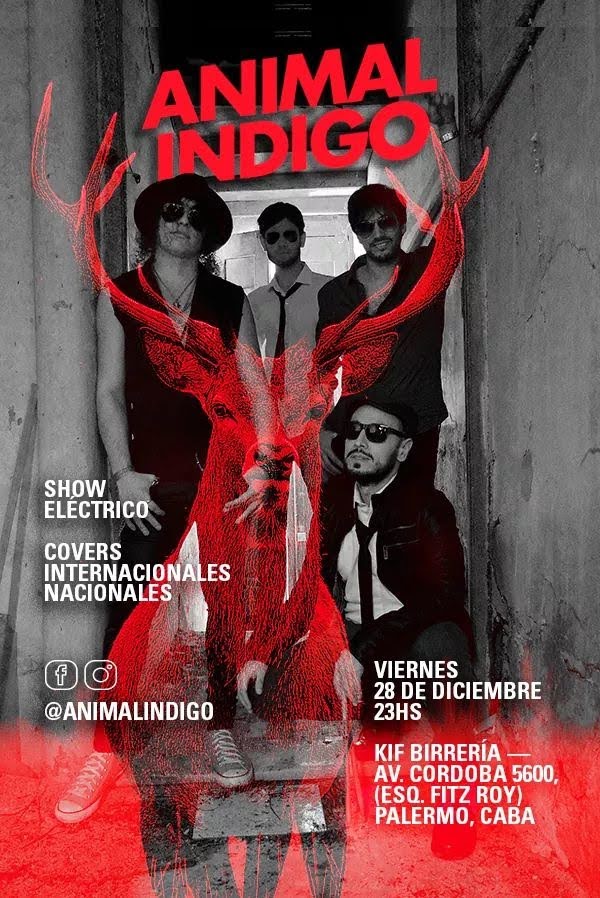 ANIMAL
INDIGO
SHOW
ELÉCTRICO
COVERS
INTERNACIONALES
NACIONALES
@ANIMALINDIGO
VIERNES
28 DE DICIEMBRE
23HS
KIF BIRRERÍA —
AV. CORDOBA 5600,
(ESQ. FITZ ROY)
PALERMO, CABA